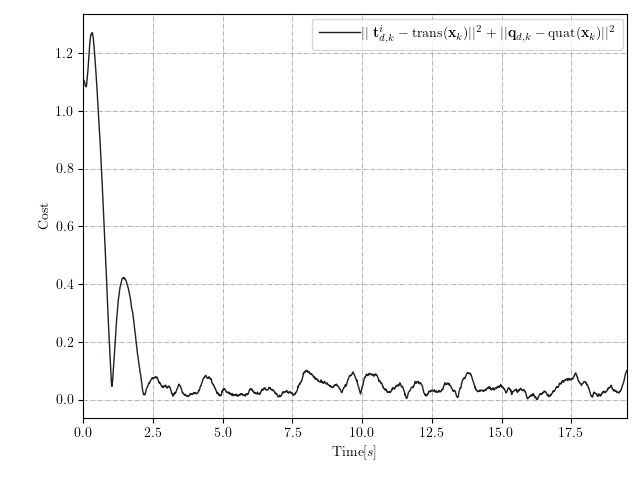 || t^i_{d,k} − trans(x_k)||² + ||q_{d,k} − quat(x_k)||²
1.2
1.0
0.8
0.6
0.4
0.2
0.0
Cost
0.0 2.5 5.0 7.5 10.0 12.5 15.0 17.5
Time[s]